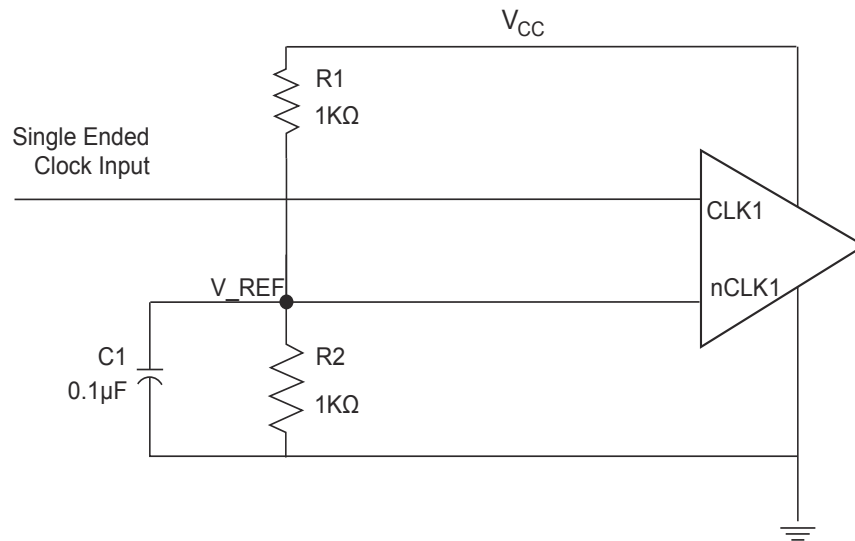 V_CC
R1
1KΩ
Single Ended
Clock Input
CLK1
V_REF
nCLK1
C1
0.1µF
R2
1KΩ